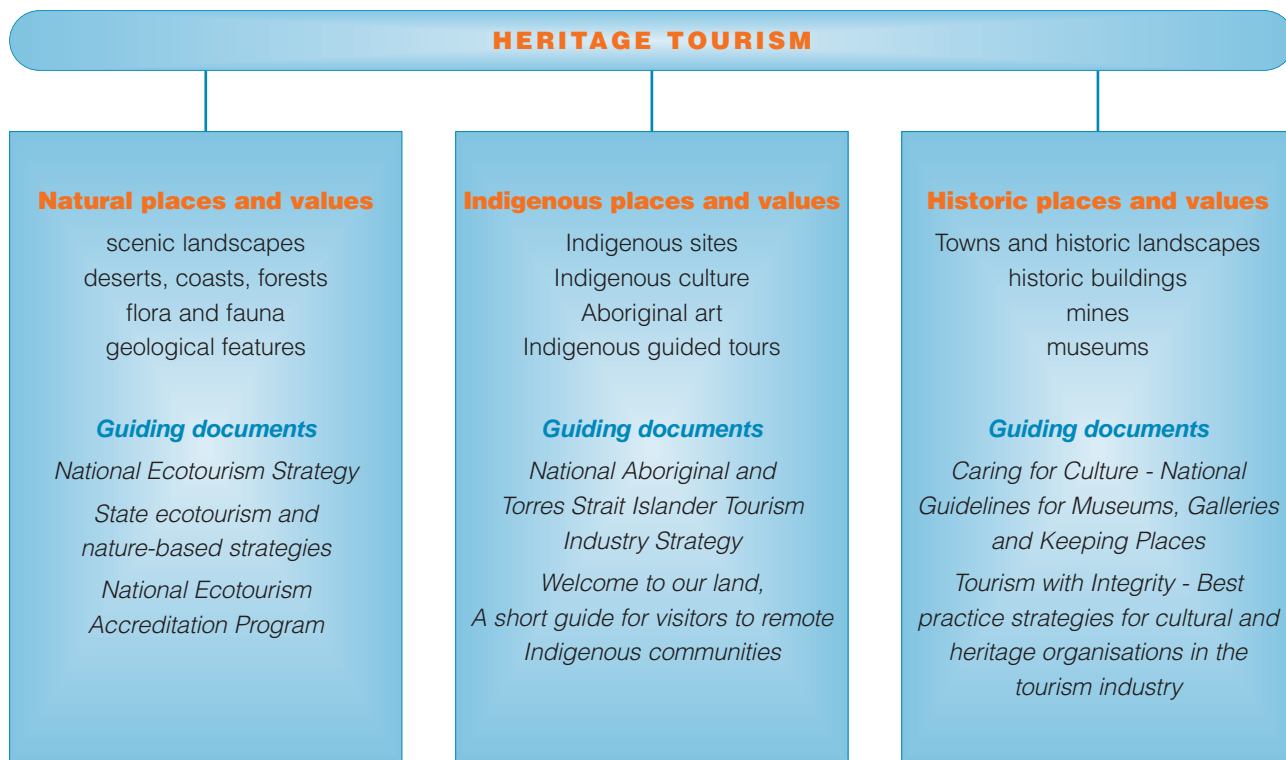 HERITAGE TOURISM
Natural places and values
scenic landscapes
deserts, coasts, forests
flora and fauna
geological features
Guiding documents
National Ecotourism Strategy
State ecotourism and
nature-based strategies
National Ecotourism
Accreditation Program
Indigenous places and values
Indigenous sites
Indigenous culture
Aboriginal art
Indigenous guided tours
Guiding documents
National Aboriginal and
Torres Strait Islander Tourism
Industry Strategy
Welcome to our land,
A short guide for visitors to remote
Indigenous communities
Historic places and values
Towns and historic landscapes
historic buildings
mines
museums
Guiding documents
Caring for Culture - National
Guidelines for Museums, Galleries
and Keeping Places
Tourism with Integrity - Best
practice strategies for cultural and
heritage organisations in the
tourism industry